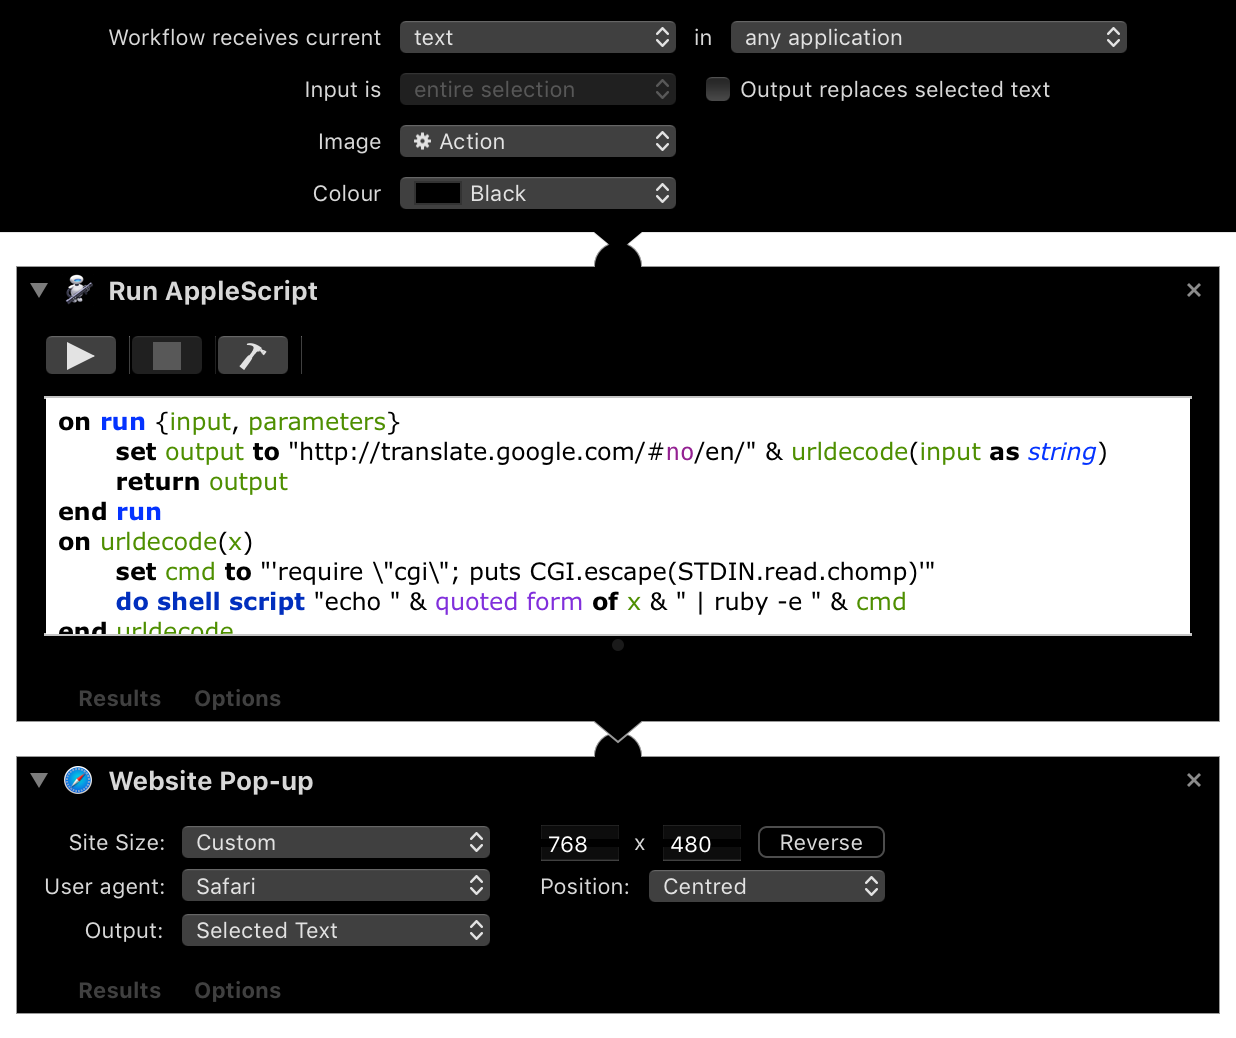 Workflow receives current text in any application
Input is entire selection Output replaces selected text
Image Action
Colour Black
Run AppleScript
on run {input, parameters}
set output to "http://translate.google.com/#no/en/" & urldecode(input as string)
return output
end run
on urldecode(x)
set cmd to "'require \"cgi\"; puts CGI.escape(STDIN.read.chomp)'"
do shell script "echo " & quoted form of x & " | ruby -e " & cmd
end urldecode
Results Options
Website Pop-up
Site Size: Custom 768 x 480 Reverse
User agent: Safari Position: Centred
Output: Selected Text
Results Options